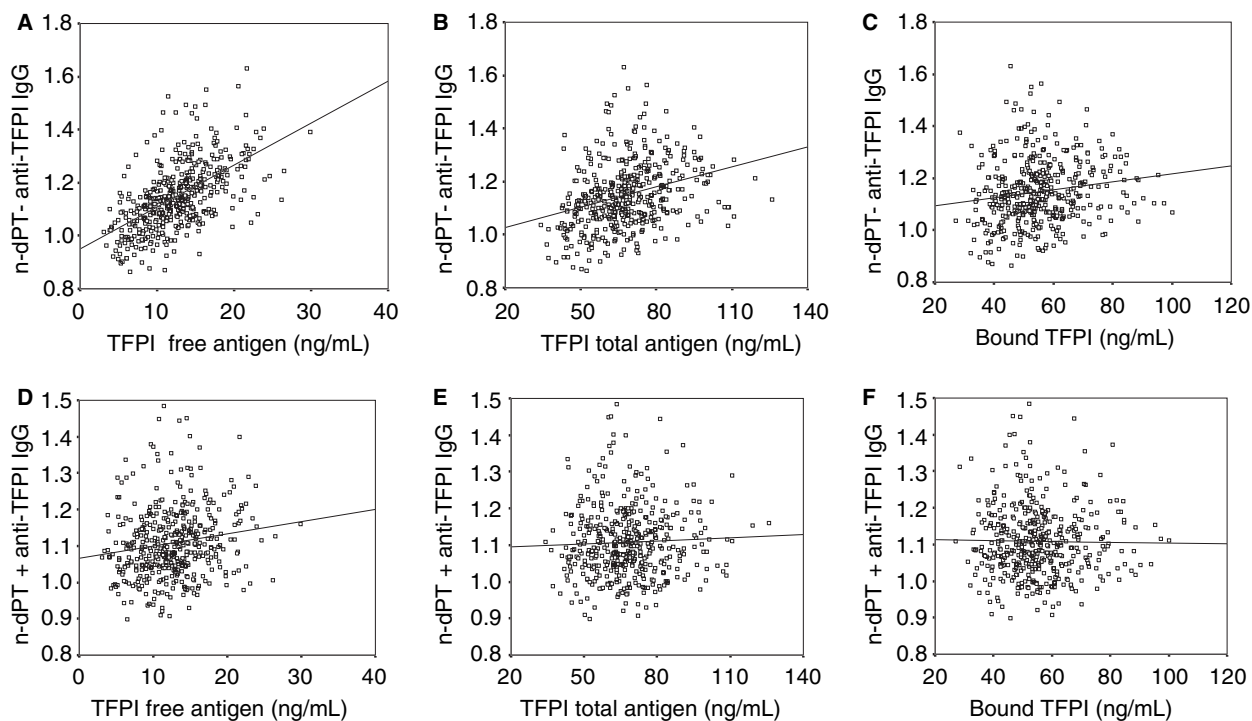 A
n-dPT- anti-TFPI IgG
1.8
1.6
1.4
1.2
1.0
0.8
0 10 20 30 40
TFPI free antigen (ng/mL)
B
n-dPT- anti-TFPI IgG
1.8
1.6
1.4
1.2
1.0
0.8
20 50 80 110 140
TFPI total antigen (ng/mL)
C
n-dPT- anti-TFPI IgG
1.8
1.6
1.4
1.2
1.0
0.8
20 40 60 80 100 120
Bound TFPI (ng/mL)
D
n-dPT + anti-TFPI IgG
1.5
1.4
1.3
1.2
1.1
1.0
0.9
0.8
0 10 20 30 40
TFPI free antigen (ng/mL)
E
n-dPT + anti-TFPI IgG
1.5
1.4
1.3
1.2
1.1
1.0
0.9
0.8
20 50 80 110 140
TFPI total antigen (ng/mL)
F
n-dPT + anti-TFPI IgG
1.5
1.4
1.3
1.2
1.1
1.0
0.9
0.8
20 40 60 80 100 120
Bound TFPI (ng/mL)